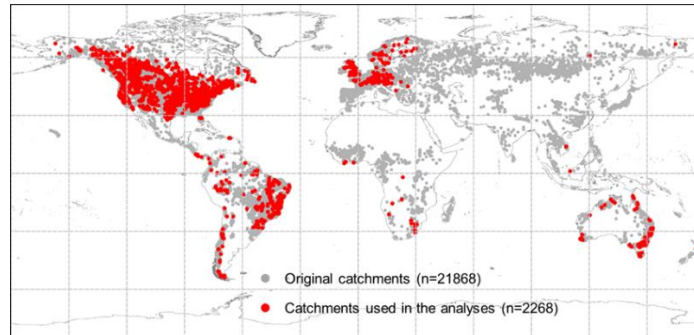 Original catchments (n=21868)
Catchments used in the analyses (n=2268)